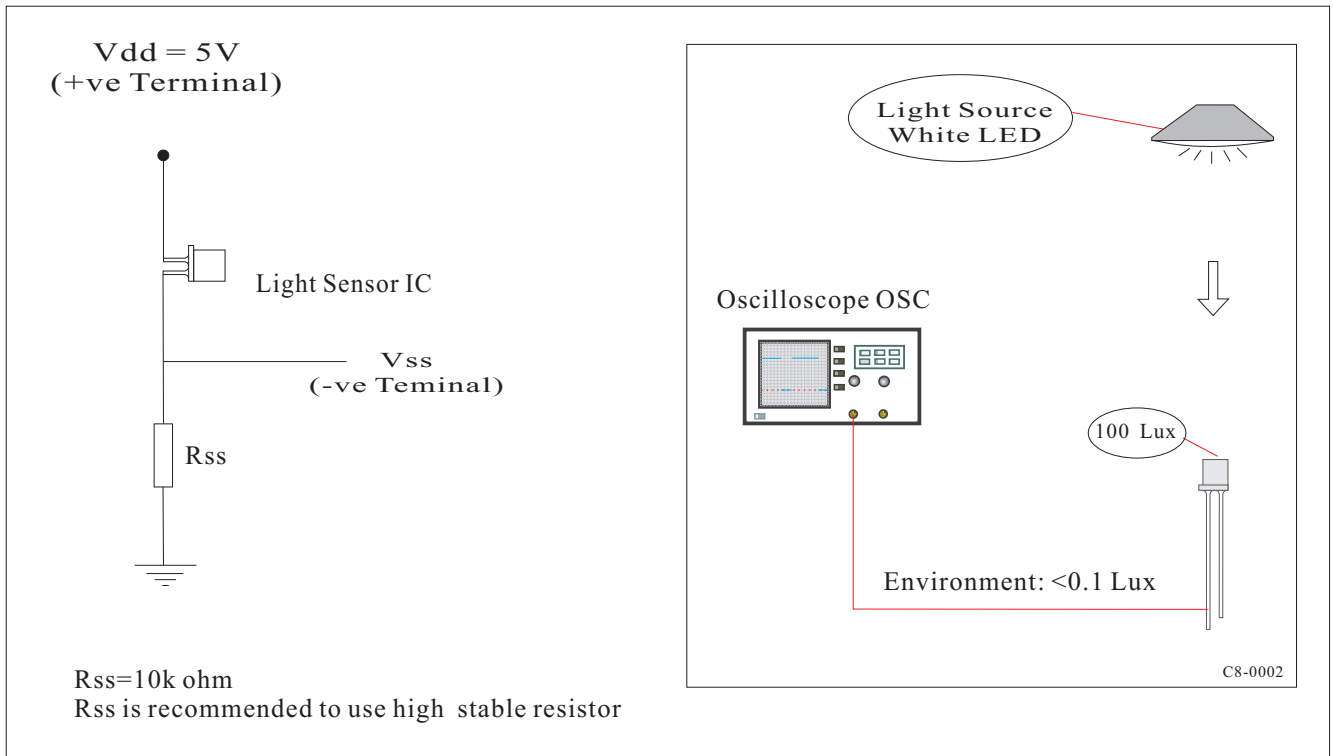 Vdd = 5V
(+ve Terminal)
Light Sensor IC
Vss
(-ve Teminal)
Rss
Rss=10k ohm
Rss is recommended to use high stable resistor
Light Source
White LED
Oscilloscope OSC
100 Lux
Environment: <0.1 Lux
C8-0002